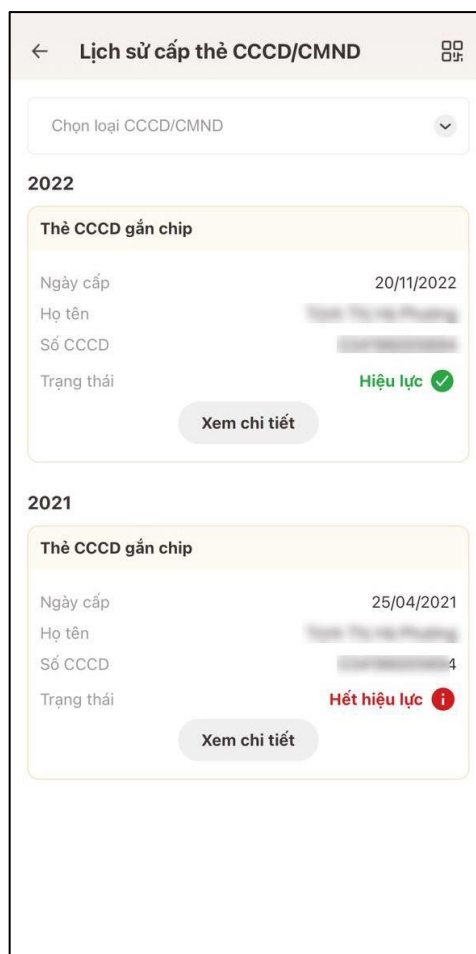 Lịch sử cấp thẻ CCCD/CMND
Chọn loại CCCD/CMND
2022
Thẻ CCCD gắn chip
Ngày cấp 20/11/2022
Họ tên
Số CCCD
Trạng thái Hiệu lực
Xem chi tiết
2021
Thẻ CCCD gắn chip
Ngày cấp 25/04/2021
Họ tên
Số CCCD 4
Trạng thái Hết hiệu lực
Xem chi tiết